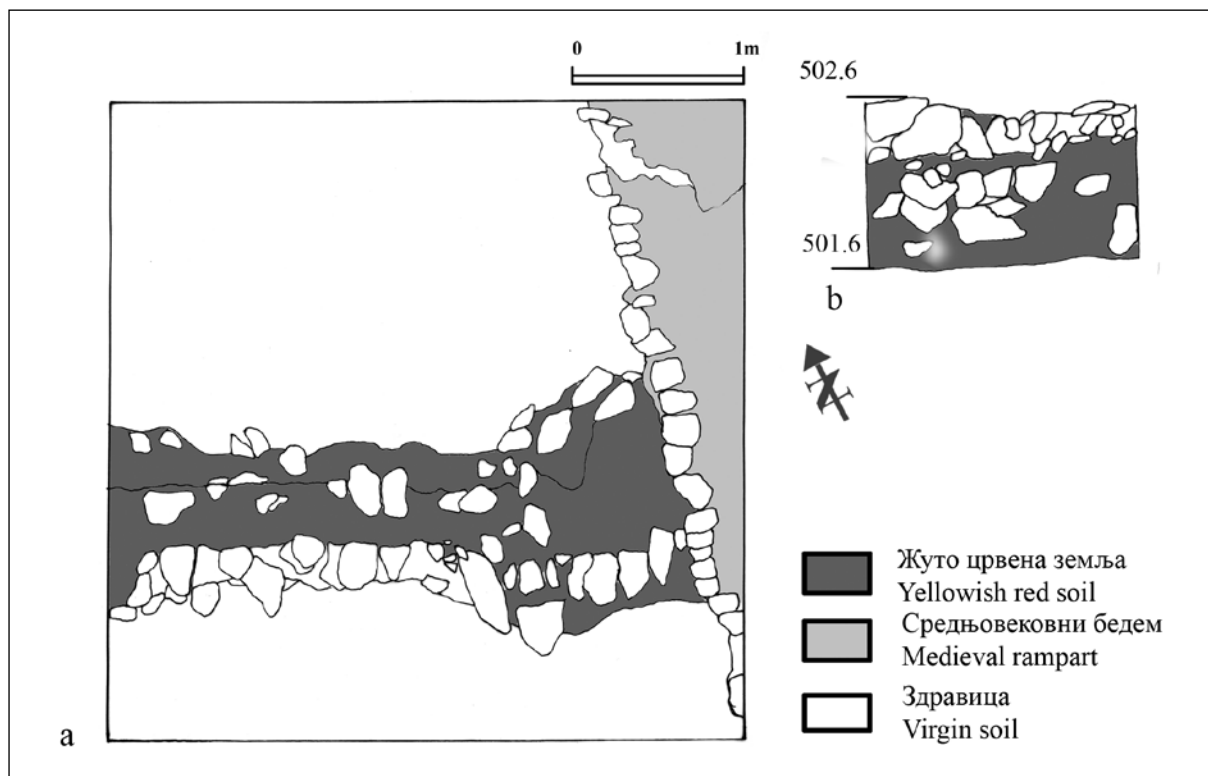 0 1m
502.6
501.6
b
a
Жуто црвена земља
Yellowish red soil
Средњовековни бедем
Medieval rampart
Здравица
Virgin soil